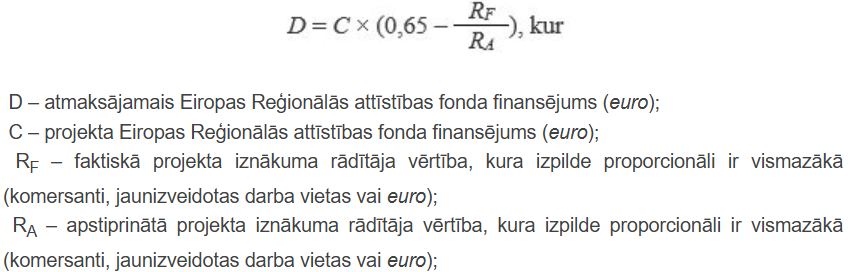 D = C × (0,65 – R_F / R_A), kur
D – atmaksājamais Eiropas Reģionālās attīstības fonda finansējums (euro);
C – projekta Eiropas Reģionālās attīstības fonda finansējums (euro);
R_F – faktiskā projekta iznākuma rādītāja vērtība, kura izpilde proporcionāli ir vismazākā
(komersanti, jaunizveidotas darba vietas vai euro);
R_A – apstiprinātā projekta iznākuma rādītāja vērtība, kura izpilde proporcionāli ir vismazākā
(komersanti, jaunizveidotas darba vietas vai euro);